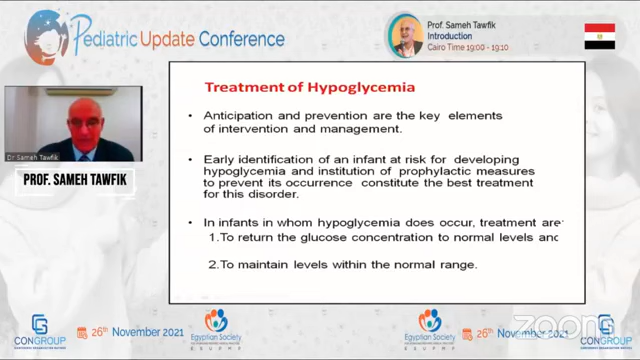 Pediatric Update Conference
Prof. Sameh Tawfik
Introduction
Cairo Time 19:00 - 19:10
Treatment of Hypoglycemia
• Anticipation and prevention are the key elements
of intervention and management.
• Early identification of an infant at risk for developing
hypoglycemia and institution of prophylactic measures
to prevent its occurrence constitute the best treatment
for this disorder.
• In infants in whom hypoglycemia does occur, treatment are
1.To return the glucose concentration to normal levels and
2.To maintain levels within the normal range.
Dr Sameh Tawfik
PROF. SAMEH TAWFIK
zoom
CONGROUP
26th November 2021
Egyptian Society
E S U P M P
Egyptian Society
26th November 2021
CONGROUP